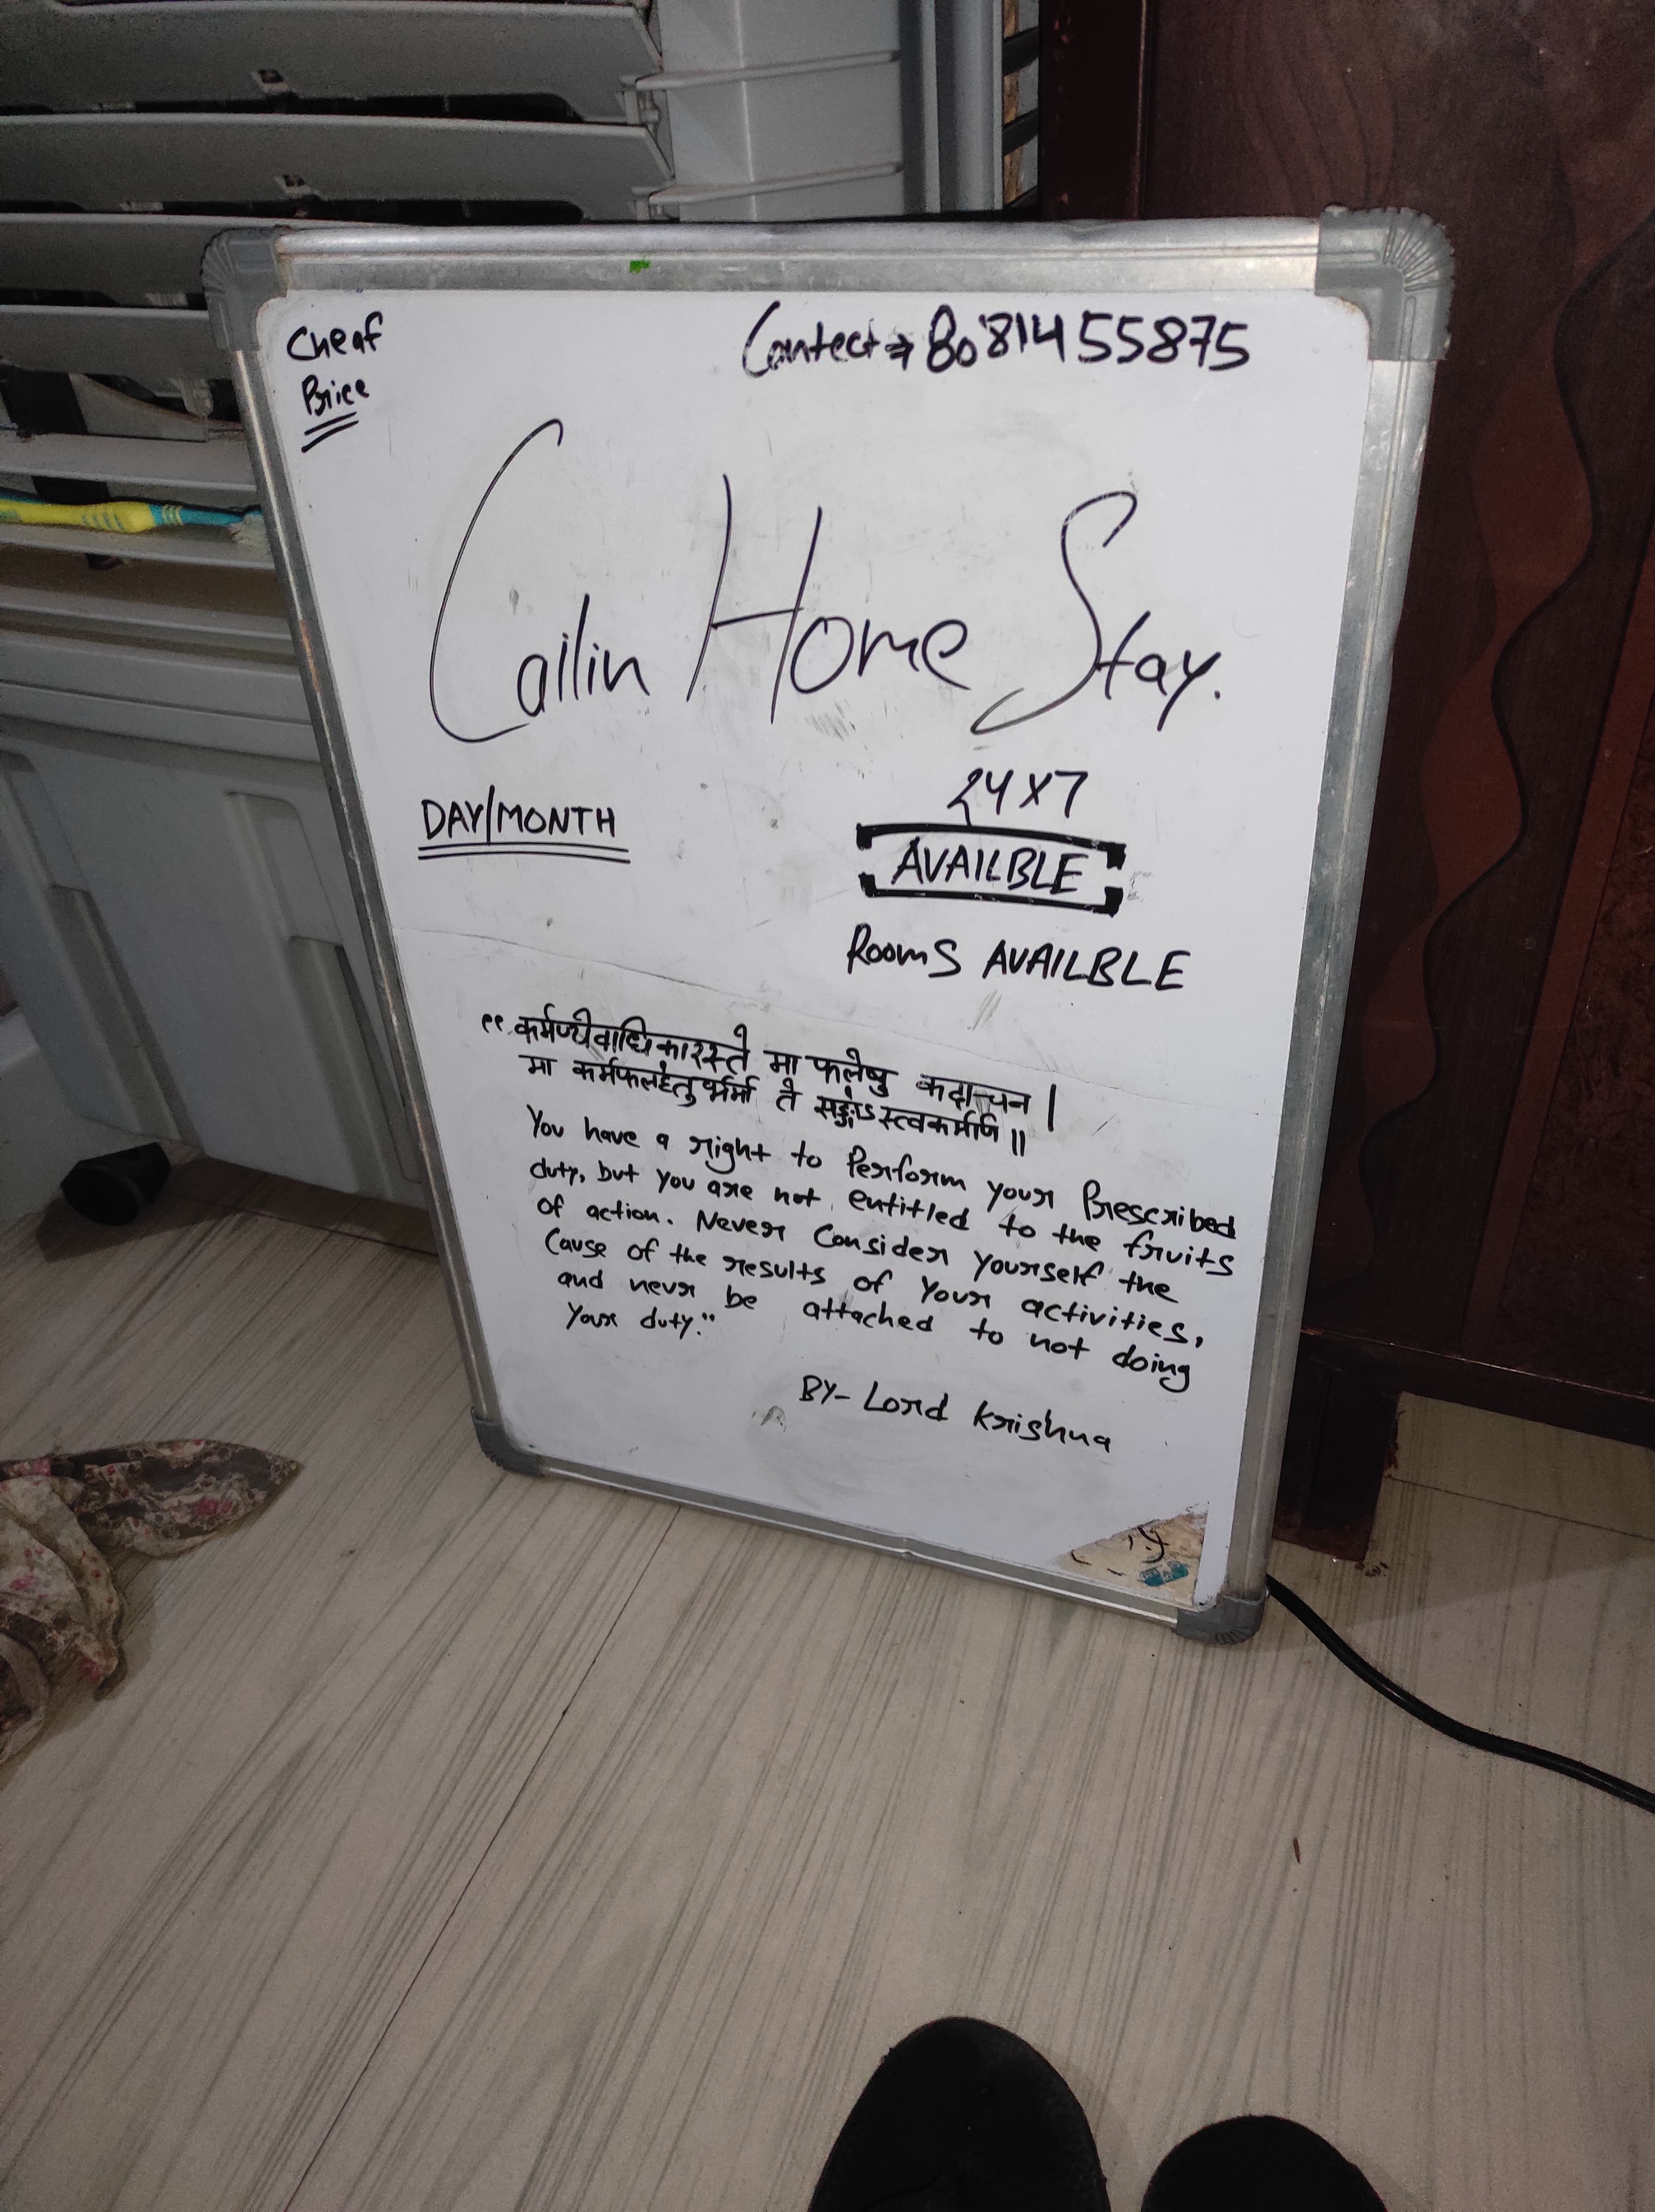 Cheaf
Price
Contect → 8081455875
Cailin Home Stay.
DAY/MONTH
24x7
AVAILBLE
Rooms AVAILBLE
"कर्मण्येवाधिकारस्ते मा फलेषु कदाचन |
मा कर्मफलहेतुर्भूर्मा ते सङ्गोऽस्त्वकर्मणि ||
You have a right to Perform your Prescribed
duty, but you are not entitled to the fruits
of action. Never Consider yourself the
Cause of the results of your activities,
and nevr be attached to not doing
your duty."
BY- Lord Krishna